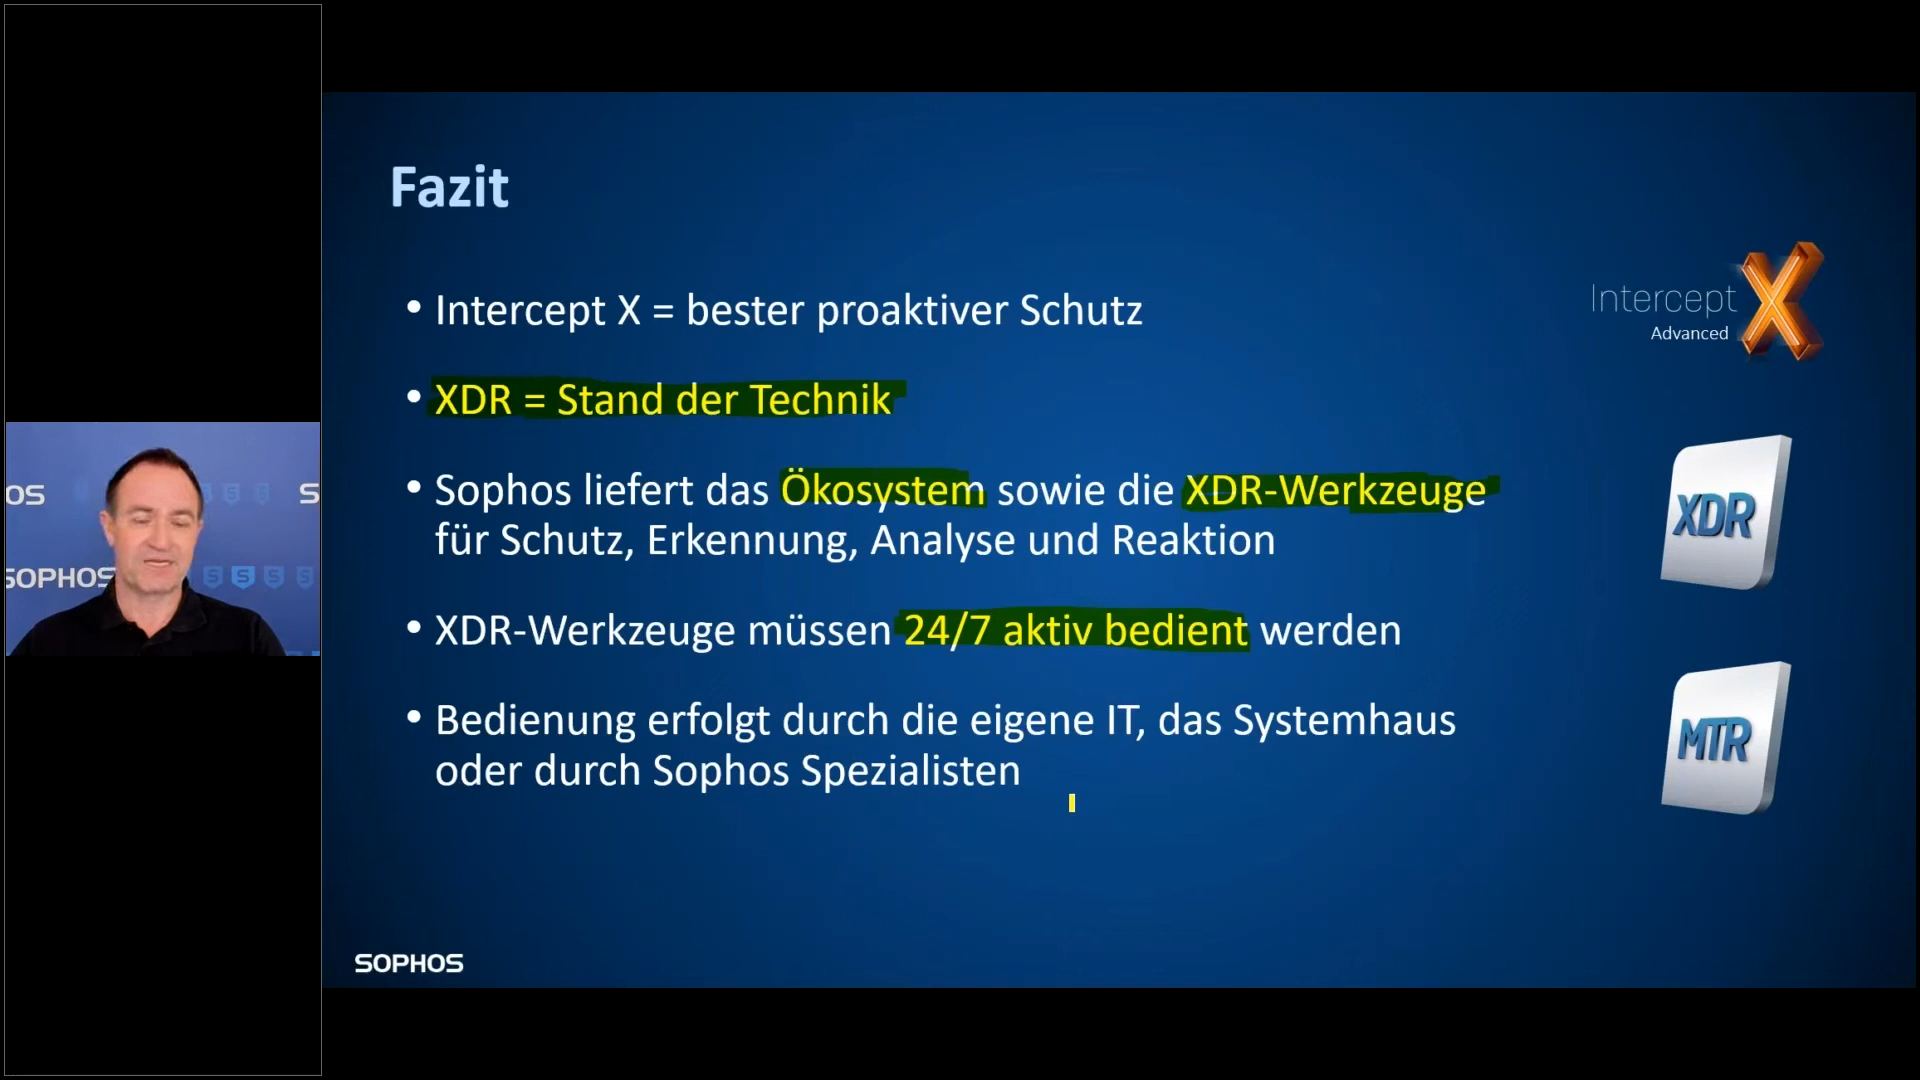 Fazit
• Intercept X = bester proaktiver Schutz
• XDR = Stand der Technik
• Sophos liefert das Ökosystem sowie die XDR-Werkzeuge
für Schutz, Erkennung, Analyse und Reaktion
• XDR-Werkzeuge müssen 24/7 aktiv bedient werden
• Bedienung erfolgt durch die eigene IT, das Systemhaus
oder durch Sophos Spezialisten
Intercept X
Advanced
XDR
MTR
SOPHOS
OS
S
SOPHOS